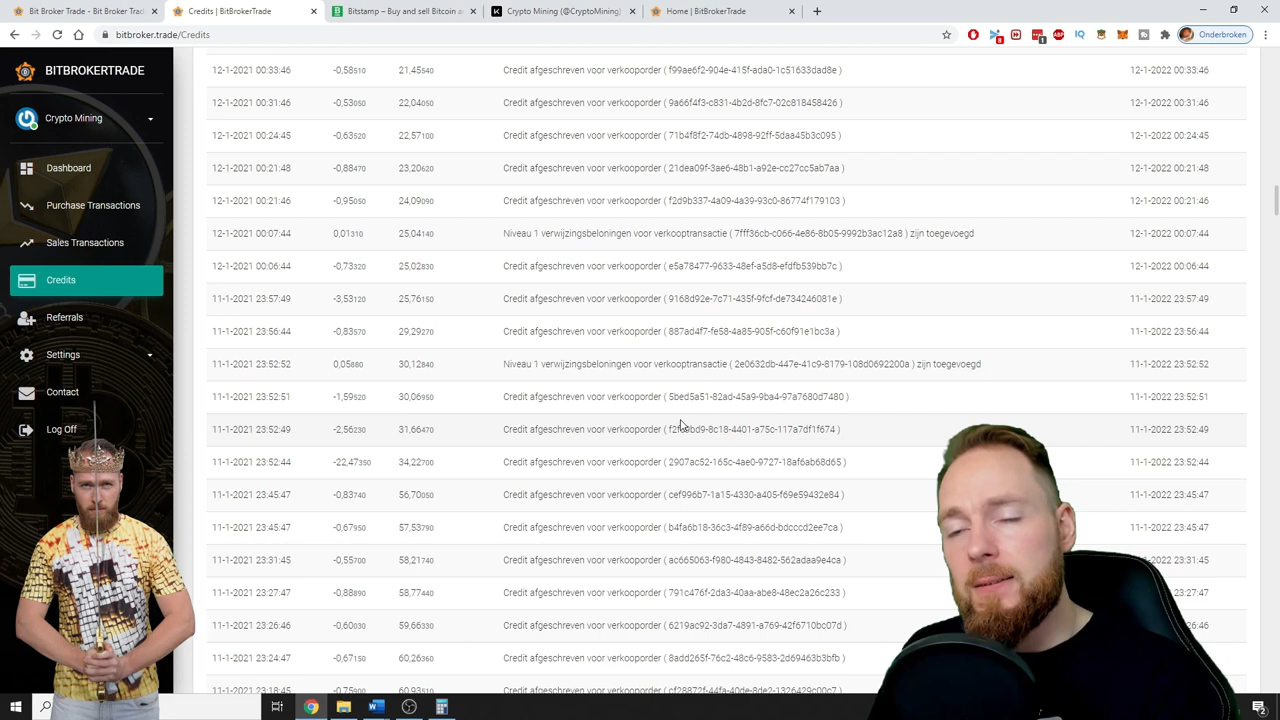 Bit Broker Trade - Bit Broker Tra
Credits | BitBrokerTrade
Bitstamp – Buy and sell Bitcoin a
Crypto Mining (@CryptoMining)
Home | BitBrokerTrade
bitbroker.trade/Credits
Onderbroken
BITBROKERTRADE
Crypto Mining
Dashboard
Purchase Transactions
Sales Transactions
Credits
Referrals
Settings
Contact
Log Off
12-1-2021 00:33:46 -0,58510 21,45540 Credit afgeschreven voor verkooporder ( 12-1-2022 00:33:46
12-1-2021 00:31:46 -0,53050 22,04050 Credit afgeschreven voor verkooporder ( 9a66f4f3-c831-4b2d-8fc7-02c818458426 ) 12-1-2022 00:31:46
12-1-2021 00:24:45 -0,63520 22,57100 Credit afgeschreven voor verkooporder ( 71b4f8f2-74db-4898-92ff-5daa45b3c095 ) 12-1-2022 00:24:45
12-1-2021 00:21:48 -0,88470 23,20620 Credit afgeschreven voor verkooporder ( 21dea09f-3ae6-48b1-a92e-cc27cc5ab7aa ) 12-1-2022 00:21:48
12-1-2021 00:21:46 -0,95050 24,09090 Credit afgeschreven voor verkooporder ( f2d9b337-4a09-4a39-93cb-85774f179103 ) 12-1-2022 00:21:46
12-1-2021 00:07:44 0,01310 25,04140 Niveau 1 verwijzingsbeloningen voor verkooptransactie ( 7fff36cb-c066-4e86-8b05-9992b3ac12a8 ) zijn toegevoegd 12-1-2022 00:07:44
12-1-2021 00:06:44 -0,73320 25,02830 Credit afgeschreven voor verkooporder ( e5a78477-9633-48ef-a5d8-efdfb539bb7c ) 12-1-2022 00:06:44
11-1-2021 23:57:49 -3,53120 25,76150 Credit afgeschreven voor verkooporder ( 9168d92e-7c71-435f-9fcf-de734246081e ) 11-1-2022 23:57:49
11-1-2021 23:56:44 -0,83570 29,29270 Credit afgeschreven voor verkooporder ( 887ad4f7-fe58-4a85-905f-c60f91e1bc3a ) 11-1-2022 23:56:44
11-1-2021 23:52:52 0,05880 30,12840 Niveau 1 verwijzingsbeloningen voor verkooptransactie ( 2e0632db-447e-41c9-8179-108d0692200a ) zijn toegevoegd 11-1-2022 23:52:52
11-1-2021 23:52:51 -1,59520 30,06950 Credit afgeschreven voor verkooporder ( 5bed5a51-82ad-45a9-9ba4-97a7680d7480 ) 11-1-2022 23:52:51
11-1-2021 23:52:49 -2,56230 31,66470 Credit afgeschreven voor verkooporder ( 11-1-2022 23:52:49
11-1-2021 23:52:44 -22,47350 34,22700 Credit afgeschreven voor verkooporder ( 11-1-2022 23:52:44
11-1-2021 23:45:47 -0,83740 56,70050 Credit afgeschreven voor verkooporder ( cef996b7-1a15-4330-a405-f69e59432e84 ) 11-1-2022 23:45:47
11-1-2021 23:45:47 -0,67950 57,53790 Credit afgeschreven voor verkooporder ( 11-1-2022 23:45:47
11-1-2021 23:31:45 -0,55700 58,21740 Credit afgeschreven voor verkooporder ( ac665063-f980-4843-8482-562adaa9e4ca )
11-1-2021 23:27:47 -0,88890 58,77440 Credit afgeschreven voor verkooporder ( 791c476f-2da3-40aa-abe8-48ec2a26c233 )
11-1-2021 23:26:46 -0,60030 59,66330 Credit afgeschreven voor verkooporder ( 6219ac92-3da7-4891-a769-42f6710bc07d )
11-1-2021 23:24:47 -0,67150 60,26360 Credit afgeschreven voor verkooporder ( 8add265f-76c2-48c6-9583-2d69463b3bfb )
11-1-2021 23:18:45 -0,75900 60,93510 Credit afgeschreven voor verkooporder (